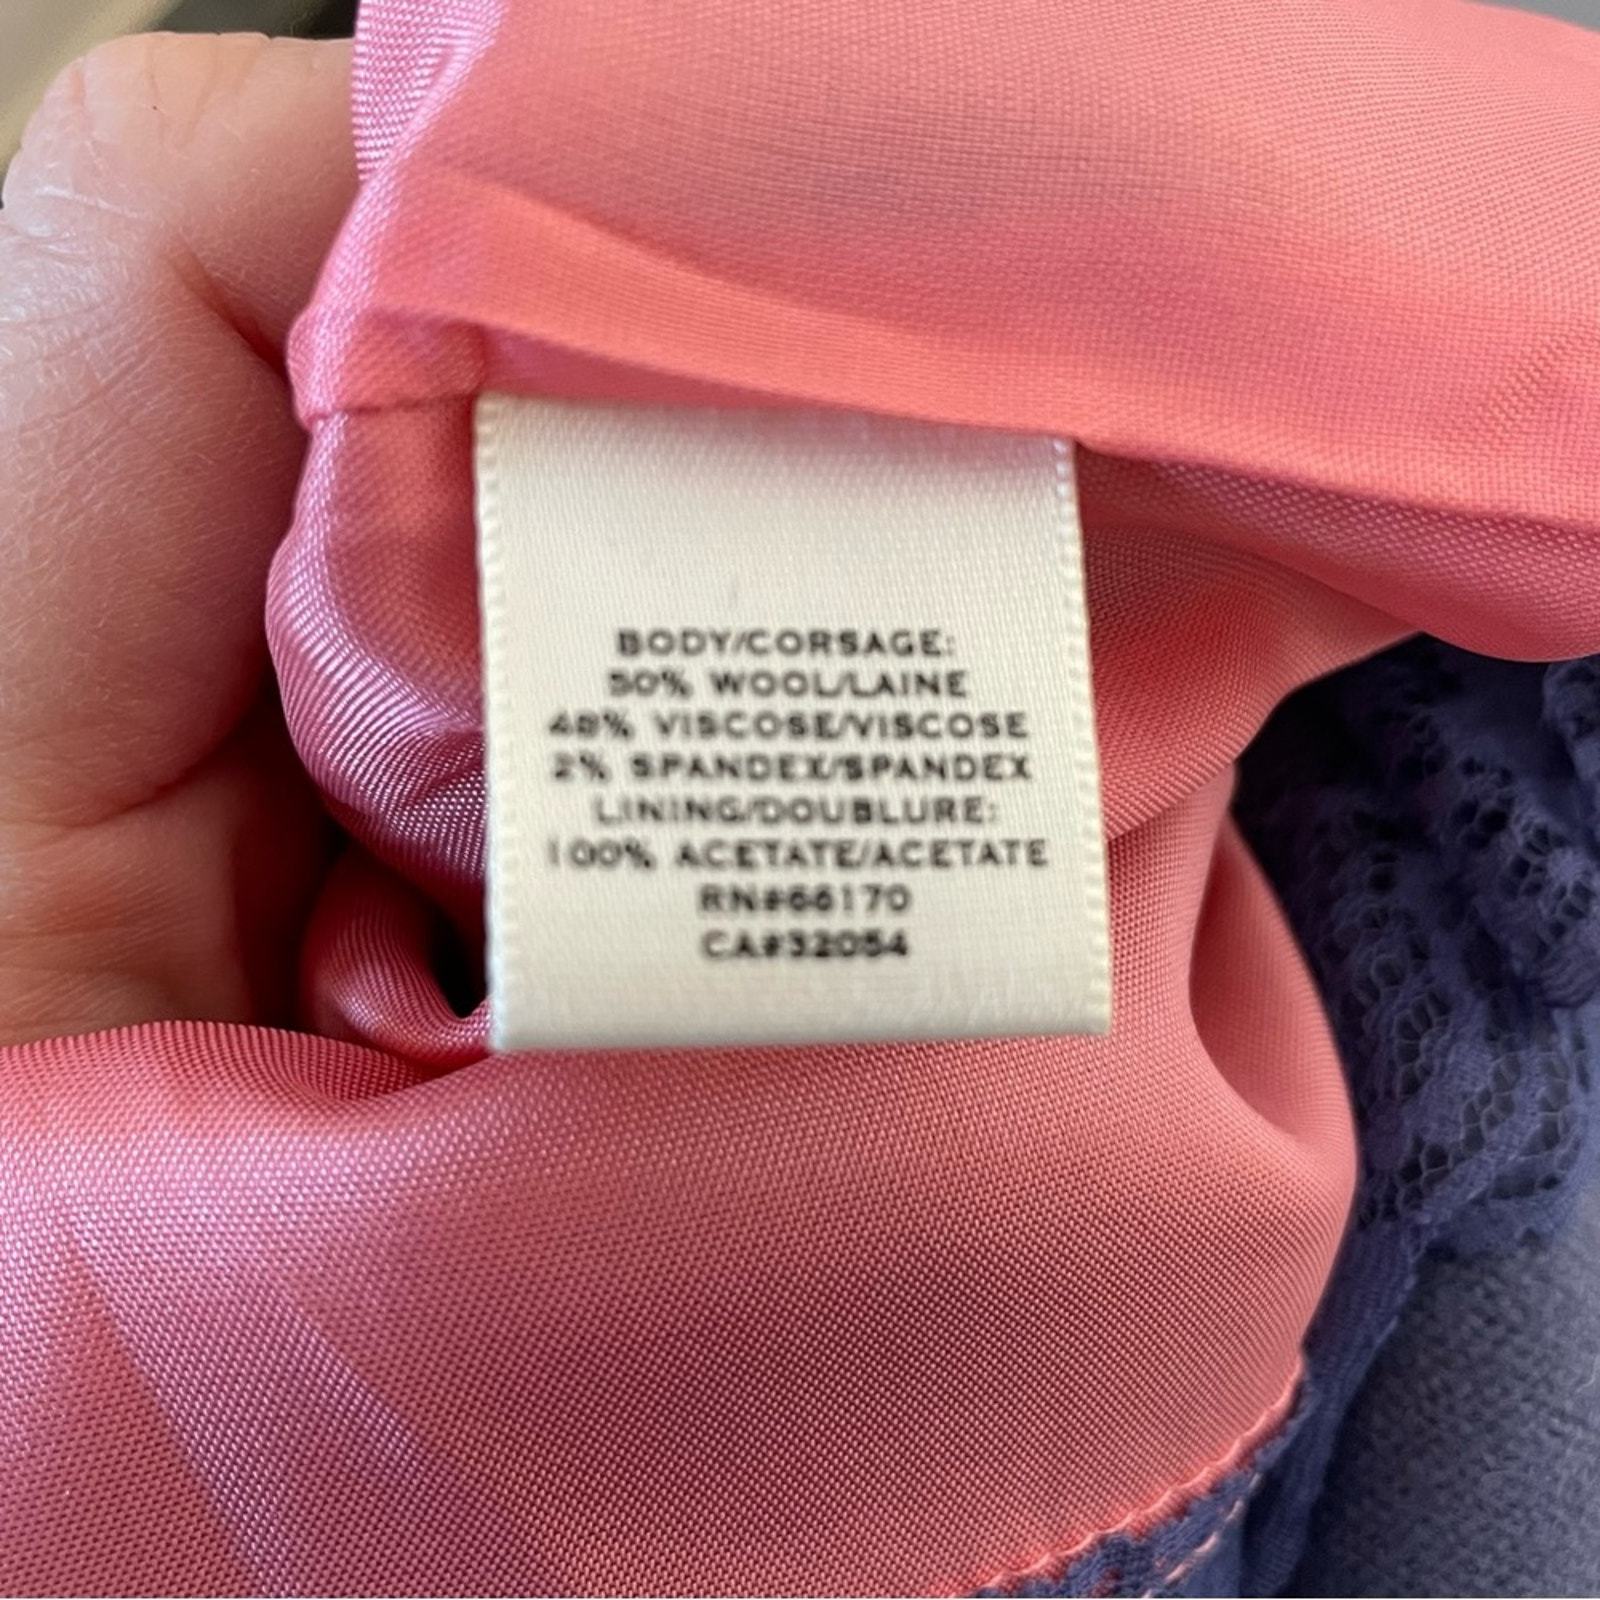 BODY/CORSAGE:
50% WOOL/LAINE
48% VISCOSE/VISCOSE
2% SPANDEX/SPANDEX
LINING/DOUBLURE:
100% ACETATE/ACETATE
RN#66170
CA#32054